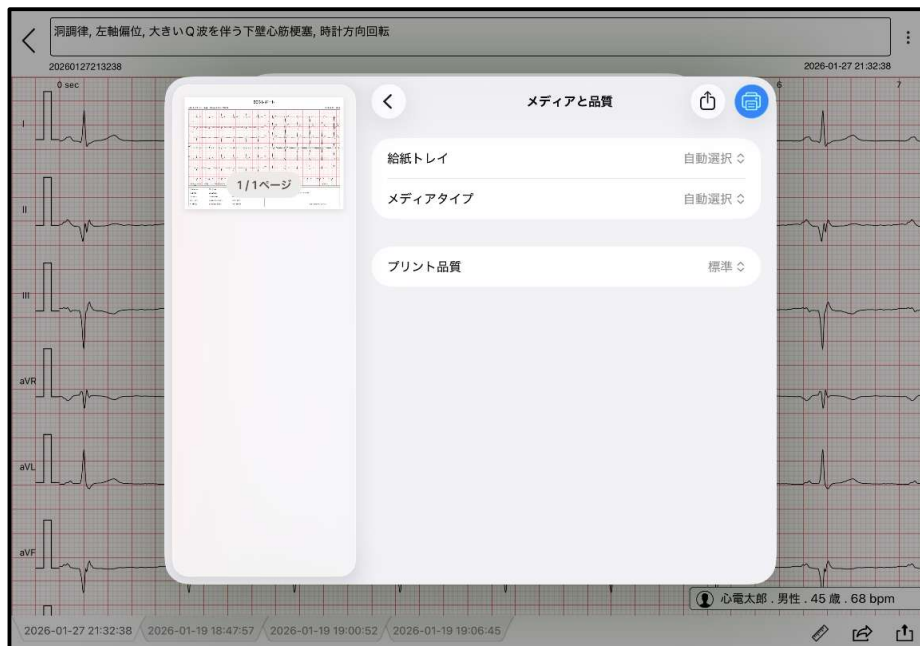 洞調律, 左軸偏位, 大きいQ波を伴う下壁心筋梗塞, 時計方向回転
20260127213238
2026-01-27 21:32:38
0 sec
6
7
I
II
III
aVR
aVL
aVF
1/1ページ
メディアと品質
給紙トレイ 自動選択
メディアタイプ 自動選択
プリント品質 標準
心電太郎 . 男性 . 45 歳 . 68 bpm
2026-01-27 21:32:38 2026-01-19 18:47:57 2026-01-19 19:00:52 2026-01-19 19:06:45